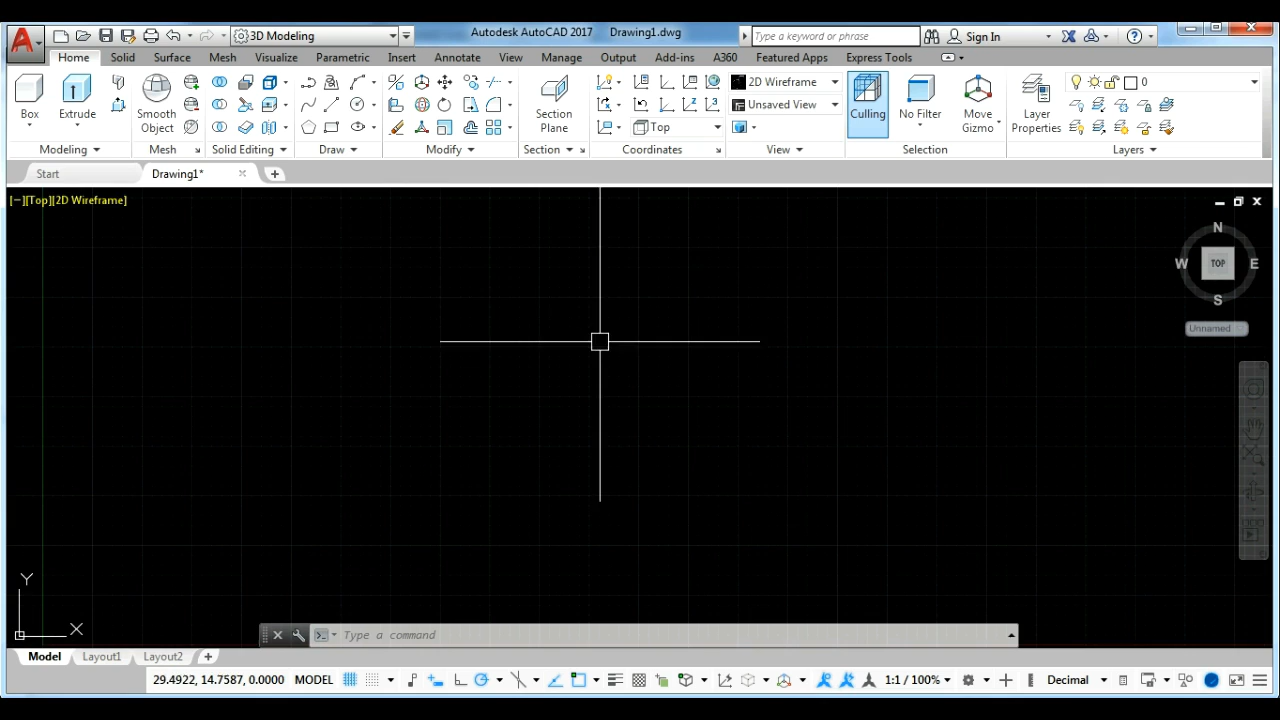 3D Modeling
Autodesk AutoCAD 2017 Drawing1.dwg
Type a keyword or phrase
Sign In
Home Solid Surface Mesh Visualize Parametric Insert Annotate View Manage Output Add-ins A360 Featured Apps Express Tools
2D Wireframe
0
Unsaved View
Box Extrude Smooth Object Section Plane Culling No Filter Move Gizmo Layer Properties
Top
Modeling Mesh Solid Editing Draw Modify Section Coordinates View Selection Layers
Start Drawing1*
[−][Top][2D Wireframe]
N
W TOP E
S
Unnamed
Y
X
Type a command
Model Layout1 Layout2
29.4922, 14.7587, 0.0000 MODEL 1:1 / 100% Decimal